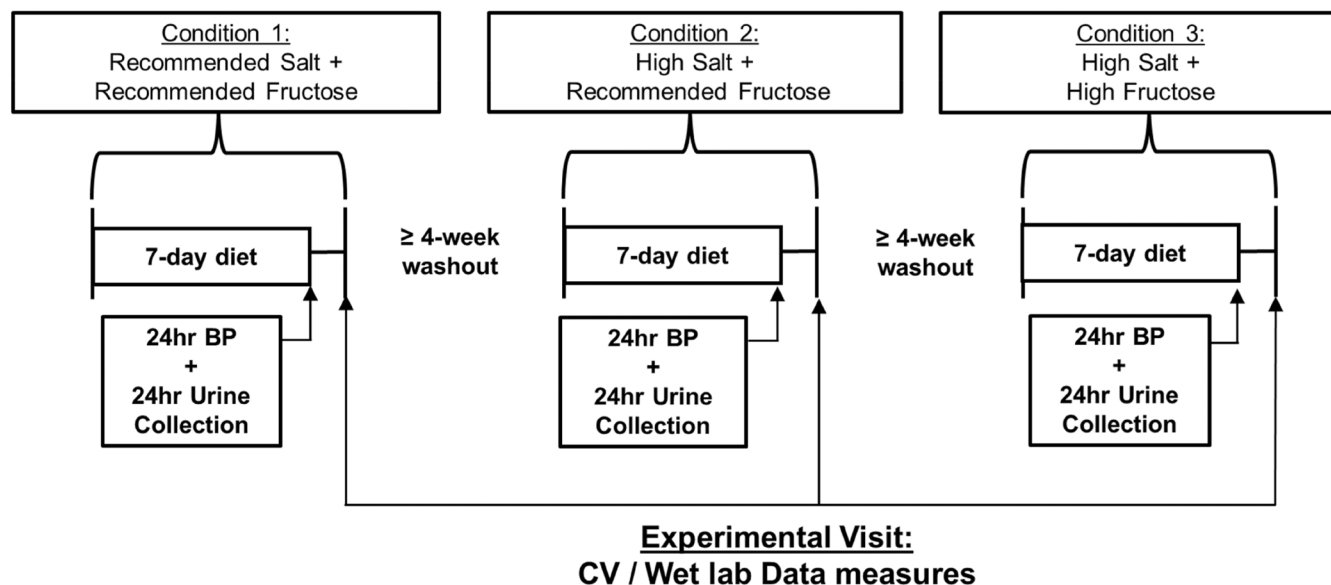 Condition 1:
Recommended Salt +
Recommended Fructose
Condition 2:
High Salt +
Recommended Fructose
Condition 3:
High Salt +
High Fructose
7-day diet
≥ 4-week
washout
7-day diet
≥ 4-week
washout
7-day diet
24hr BP
+
24hr Urine
Collection
24hr BP
+
24hr Urine
Collection
24hr BP
+
24hr Urine
Collection
Experimental Visit:
CV / Wet lab Data measures